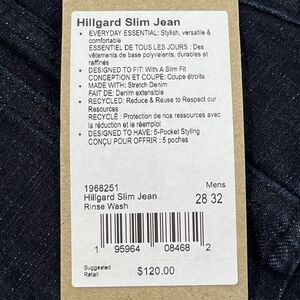 Hillgard Slim Jean
• EVERYDAY ESSENTIAL: Stylish, versatile &
comfortable
ESSENTIEL DE TOUS LES JOURS : Des
vêtements de base polyvalents, durables et
raffinés
• DESIGNED TO FIT: With A Slim Fit
CONCEPTION ET COUPE: Coupe étroite
• MADE WITH: Stretch Denim
FAIT DE: Denim extensible
• RECYCLED: Reduce & Reuse to Respect our
Resources
RECYCLÉ : Protection de nos ressources avec
la réduction et le réemploi
• DESIGNED TO HAVE: 5-Pocket Styling
CONÇU POUR OFFRIR : 5 poches
1968251
Hillgard Slim Jean
Rinse Wash
Mens
28 32
1 95964 08468 2
Suggested
Retail
$120.00